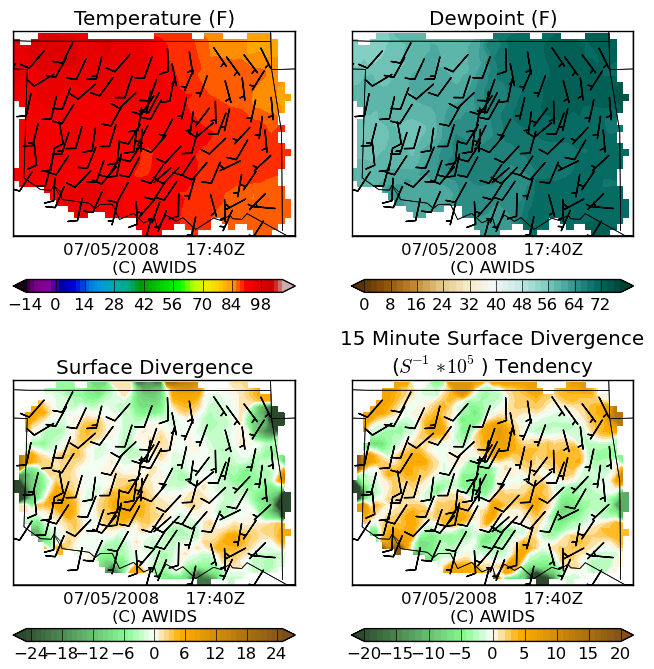 Temperature (F)
Dewpoint (F)
07/05/2008 17:40Z
(C) AWIDS
07/05/2008 17:40Z
(C) AWIDS
−14 0 14 28 42 56 70 84 98
0 8 16 24 32 40 48 56 64 72
Surface Divergence
15 Minute Surface Divergence
(S⁻¹ *10⁵ ) Tendency
07/05/2008 17:40Z
(C) AWIDS
07/05/2008 17:40Z
(C) AWIDS
−24 −18 −12 −6 0 6 12 18 24
−20 −15 −10 −5 0 5 10 15 20